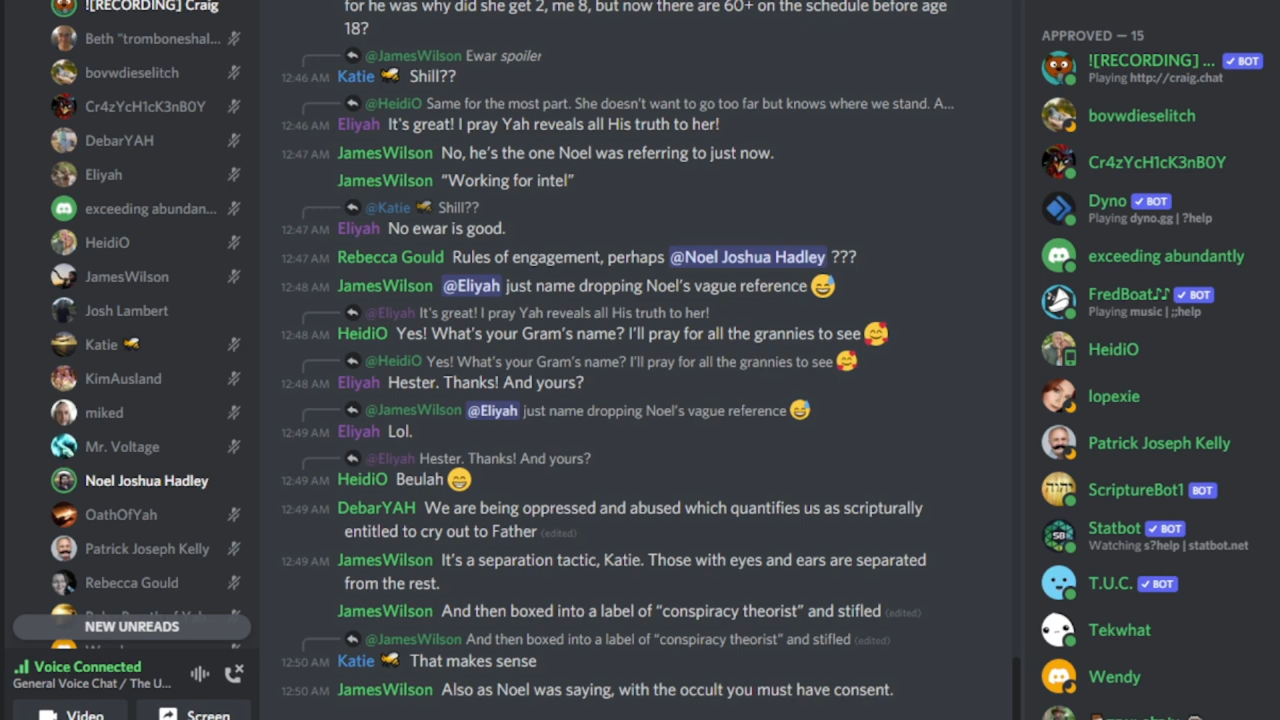 ![RECORDING] Craig
Beth "tromboneshal...
bovwdieselitch
Cr4zYcH1cK3nB0Y
DebarYAH
Eliyah
exceeding abundan...
HeidiO
JamesWilson
Josh Lambert
Katie 🐝
KimAusland
miked
Mr. Voltage
Noel Joshua Hadley
OathOfYah
Patrick Joseph Kelly
Rebecca Gould
NEW UNREADS
Voice Connected
General Voice Chat / The U...
Video
Screen
for he was why did she get 2, me 8, but now there are 60+ on the schedule before age
18?
@JamesWilson Ewar spoiler
12:46 AM Katie 🐝 Shill??
@HeidiO Same for the most part. She doesn't want to go too far but knows where we stand. A...
12:46 AM Eliyah It's great! I pray Yah reveals all His truth to her!
12:47 AM JamesWilson No, he's the one Noel was referring to just now.
JamesWilson "Working for intel"
@Katie 🐝 Shill??
12:47 AM Eliyah No ewar is good.
12:47 AM Rebecca Gould Rules of engagement, perhaps @Noel Joshua Hadley ???
12:48 AM JamesWilson @Eliyah just name dropping Noel's vague reference 😅
@Eliyah It's great! I pray Yah reveals all His truth to her!
12:48 AM HeidiO Yes! What's your Gram's name? I'll pray for all the grannies to see 🥰
@HeidiO Yes! What's your Gram's name? I'll pray for all the grannies to see 🥰
12:48 AM Eliyah Hester. Thanks! And yours?
@JamesWilson @Eliyah just name dropping Noel's vague reference 😅
12:49 AM Eliyah Lol.
@Eliyah Hester. Thanks! And yours?
12:49 AM HeidiO Beulah 😁
12:49 AM DebarYAH We are being oppressed and abused which quantifies us as scripturally
entitled to cry out to Father (edited)
12:49 AM JamesWilson It's a separation tactic, Katie. Those with eyes and ears are separated
from the rest.
JamesWilson And then boxed into a label of "conspiracy theorist" and stifled (edited)
@JamesWilson And then boxed into a label of "conspiracy theorist" and stifled (edited)
12:50 AM Katie 🐝 That makes sense
12:50 AM JamesWilson Also as Noel was saying, with the occult you must have consent.
APPROVED — 15
![RECORDING] ... ✓ BOT
Playing http://craig.chat
bovwdieselitch
Cr4zYcH1cK3nB0Y
Dyno ✓ BOT
Playing dyno.gg | ?help
exceeding abundantly
FredBoat♪♪ ✓ BOT
Playing music | ;;help
HeidiO
lopexie
Patrick Joseph Kelly
ScriptureBot1 BOT
Statbot ✓ BOT
Watching s?help | statbot.net
T.U.C. ✓ BOT
Tekwhat
Wendy